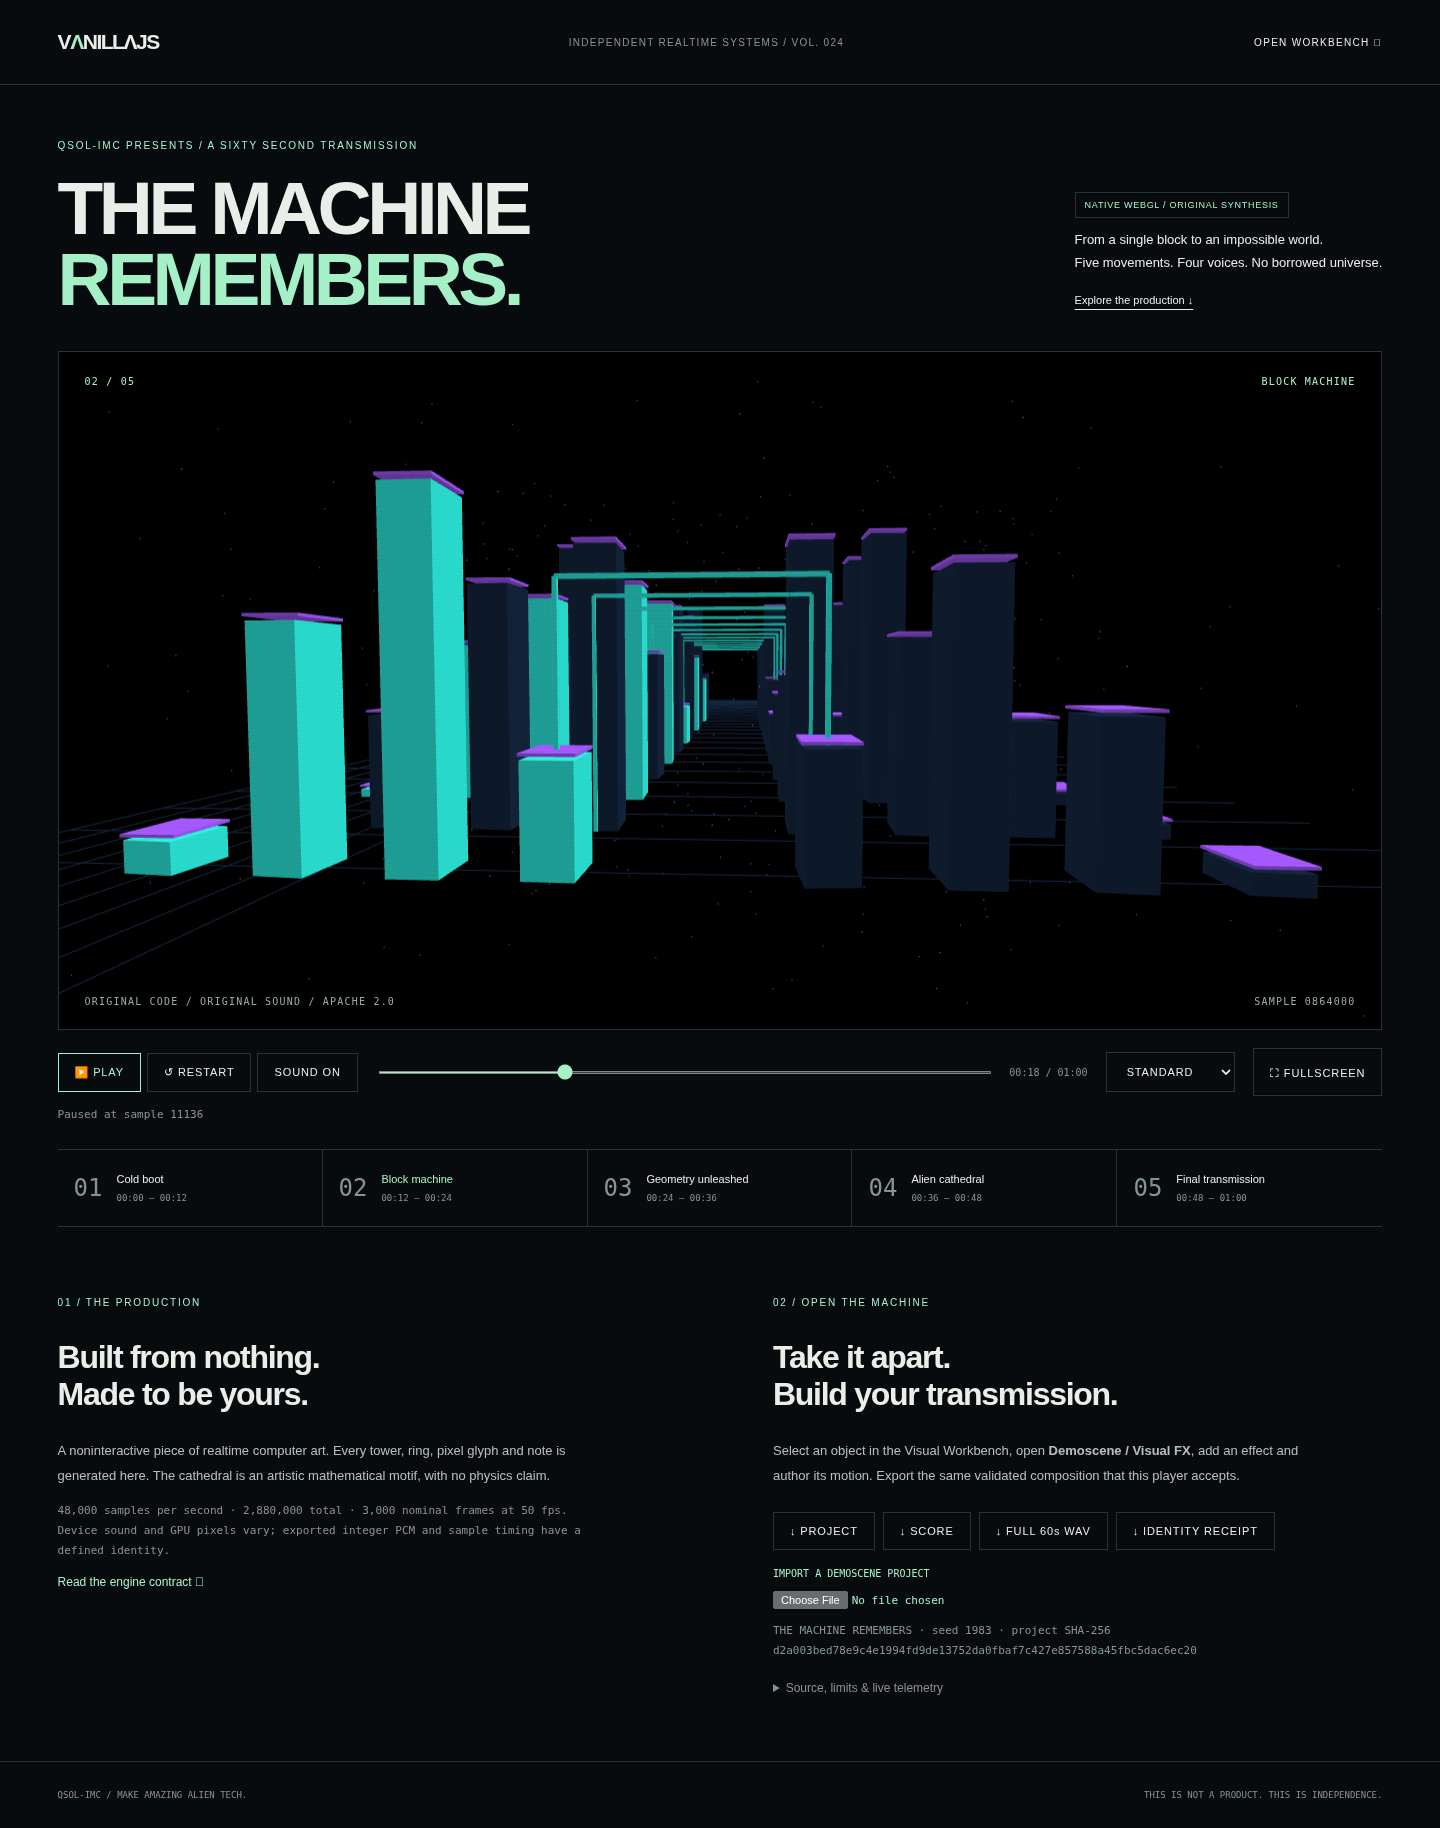 VΛNILLΛJS
INDEPENDENT REALTIME SYSTEMS / VOL. 024
OPEN WORKBENCH
QSOL-IMC PRESENTS / A SIXTY SECOND TRANSMISSION
THE MACHINE
REMEMBERS.
NATIVE WEBGL / ORIGINAL SYNTHESIS
From a single block to an impossible world.
Five movements. Four voices. No borrowed universe.
Explore the production ↓
02 / 05
BLOCK MACHINE
ORIGINAL CODE / ORIGINAL SOUND / APACHE 2.0
SAMPLE 0864000
▶ PLAY
↺ RESTART
SOUND ON
00:18 / 01:00
STANDARD
⛶ FULLSCREEN
Paused at sample 11136
01
Cold boot
00:00 — 00:12
02
Block machine
00:12 — 00:24
03
Geometry unleashed
00:24 — 00:36
04
Alien cathedral
00:36 — 00:48
05
Final transmission
00:48 — 01:00
01 / THE PRODUCTION
Built from nothing.
Made to be yours.
A noninteractive piece of realtime computer art. Every tower, ring, pixel glyph and note is
generated here. The cathedral is an artistic mathematical motif, with no physics claim.
48,000 samples per second · 2,880,000 total · 3,000 nominal frames at 50 fps.
Device sound and GPU pixels vary; exported integer PCM and sample timing have a
defined identity.
Read the engine contract
02 / OPEN THE MACHINE
Take it apart.
Build your transmission.
Select an object in the Visual Workbench, open Demoscene / Visual FX, add an effect and
author its motion. Export the same validated composition that this player accepts.
↓ PROJECT
↓ SCORE
↓ FULL 60s WAV
↓ IDENTITY RECEIPT
IMPORT A DEMOSCENE PROJECT
Choose File No file chosen
THE MACHINE REMEMBERS · seed 1983 · project SHA-256
d2a003bed78e9c4e1994fd9de13752da0fbaf7c427e857588a45fbc5dac6ec20
▶ Source, limits & live telemetry
QSOL-IMC / MAKE AMAZING ALIEN TECH.
THIS IS NOT A PRODUCT. THIS IS INDEPENDENCE.